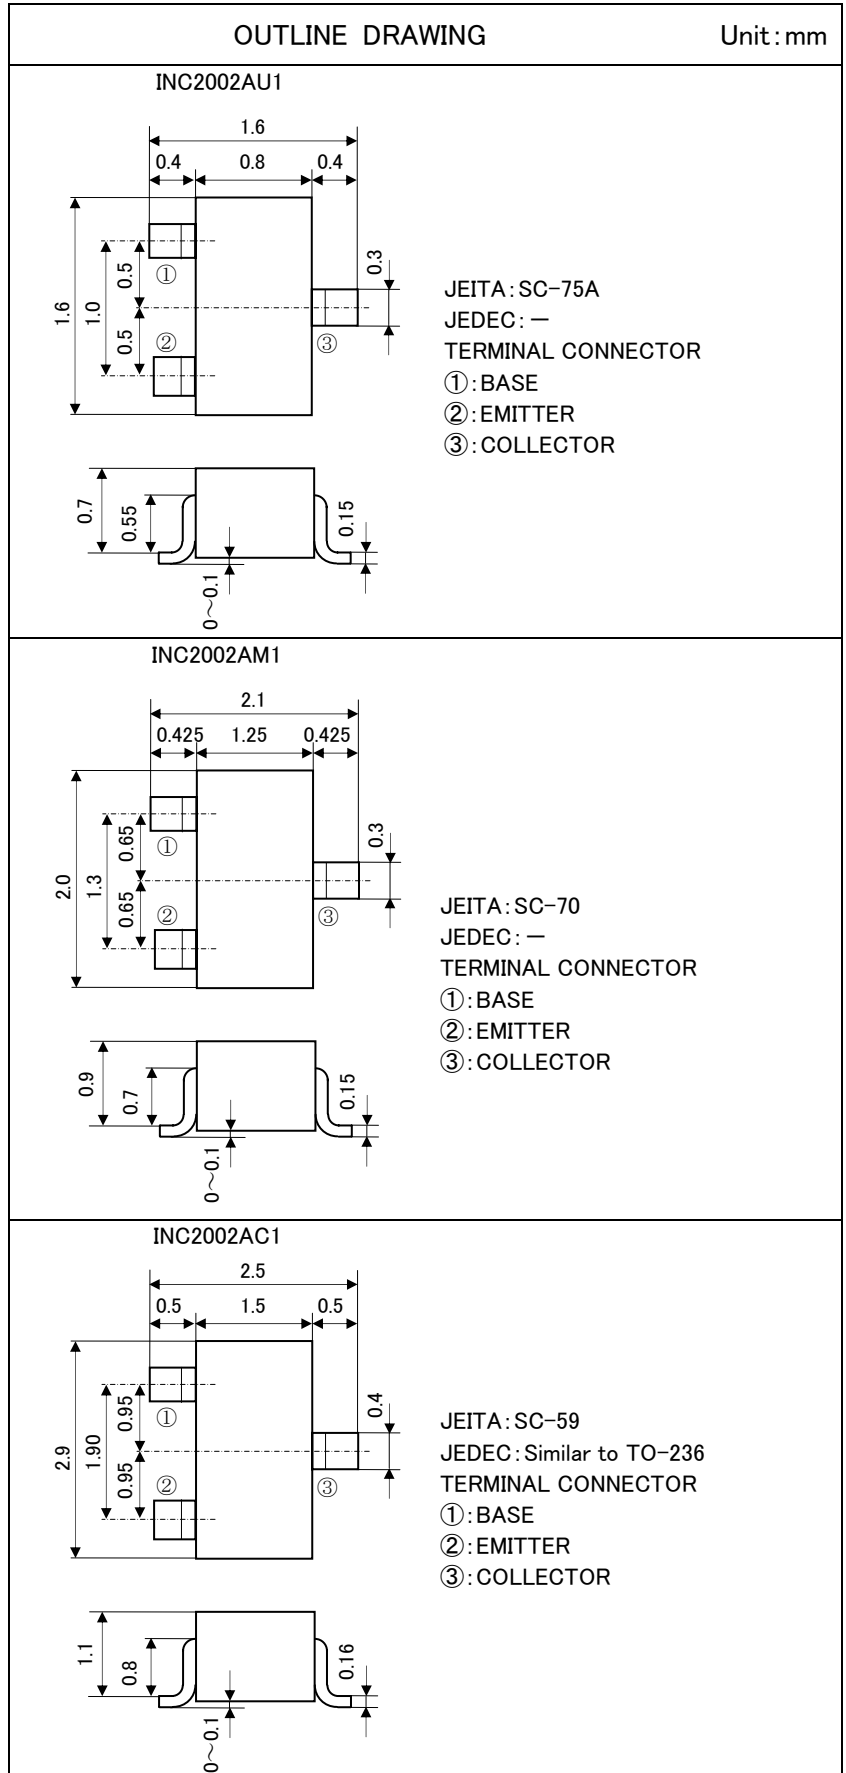 OUTLINE DRAWING Unit:mm
INC2002AU1
1.6
0.4 0.8 0.4
1.6
1.0
0.5
0.5
①
②
③
0.3
JEITA:SC-75A
JEDEC:－
TERMINAL CONNECTOR
①:BASE
②:EMITTER
③:COLLECTOR
0.7
0.55
0.15
0～0.1
INC2002AM1
2.1
0.425 1.25 0.425
2.0
1.3
0.65
0.65
①
②
③
0.3
JEITA:SC-70
JEDEC:－
TERMINAL CONNECTOR
①:BASE
②:EMITTER
③:COLLECTOR
0.9
0.7
0.15
0～0.1
INC2002AC1
2.5
0.5 1.5 0.5
2.9
1.90
0.95
0.95
①
②
③
0.4
JEITA:SC-59
JEDEC:Similar to TO-236
TERMINAL CONNECTOR
①:BASE
②:EMITTER
③:COLLECTOR
1.1
0.8
0.16
0～0.1